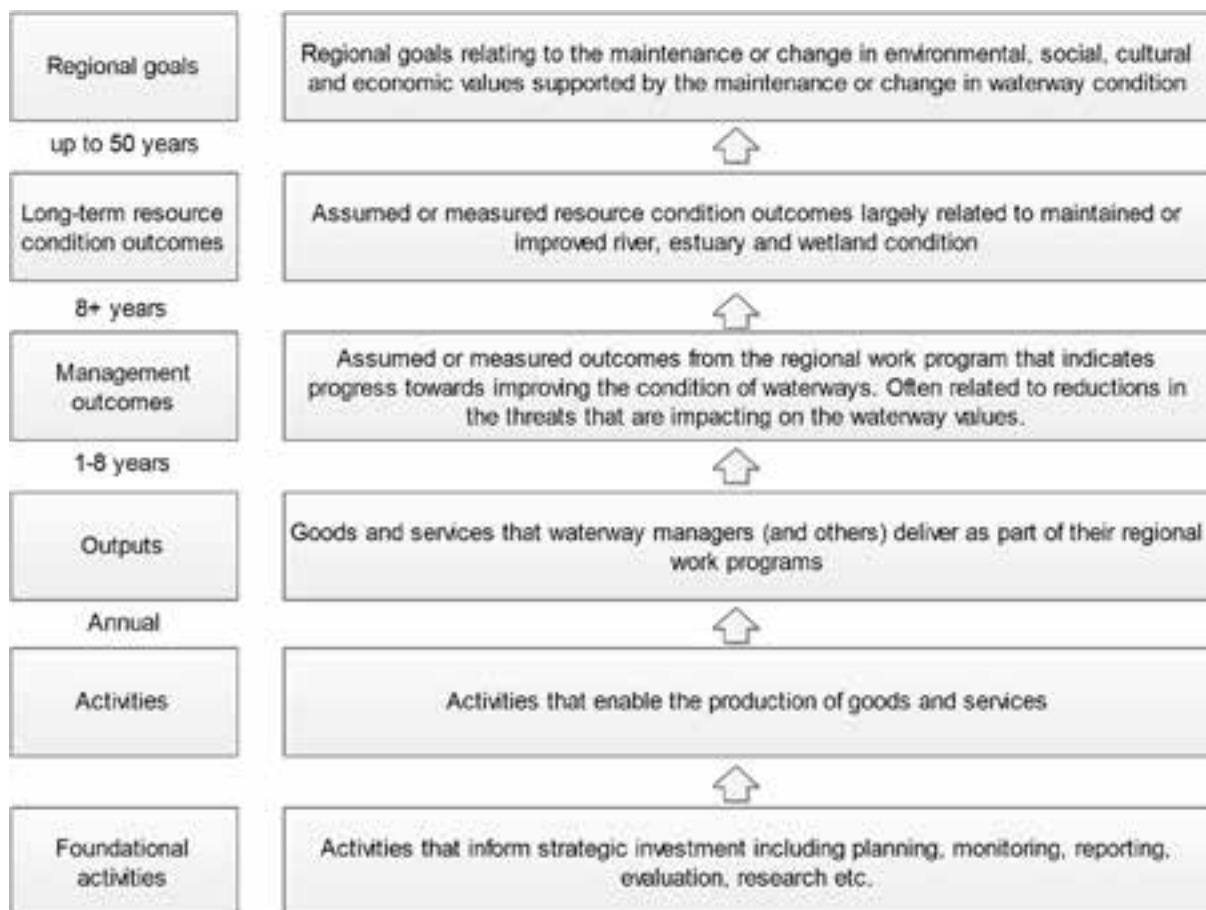 Regional goals
Regional goals relating to the maintenance or change in environmental, social, cultural
and economic values supported by the maintenance or change in waterway condition
up to 50 years
Long-term resource
condition outcomes
Assumed or measured resource condition outcomes largely related to maintained or
improved river, estuary and wetland condition
8+ years
Management
outcomes
Assumed or measured outcomes from the regional work program that indicates
progress towards improving the condition of waterways. Often related to reductions in
the threats that are impacting on the waterway values.
1-8 years
Outputs
Goods and services that waterway managers (and others) deliver as part of their regional
work programs
Annual
Activities
Activities that enable the production of goods and services
Foundational
activities
Activities that inform strategic investment including planning, monitoring, reporting,
evaluation, research etc.